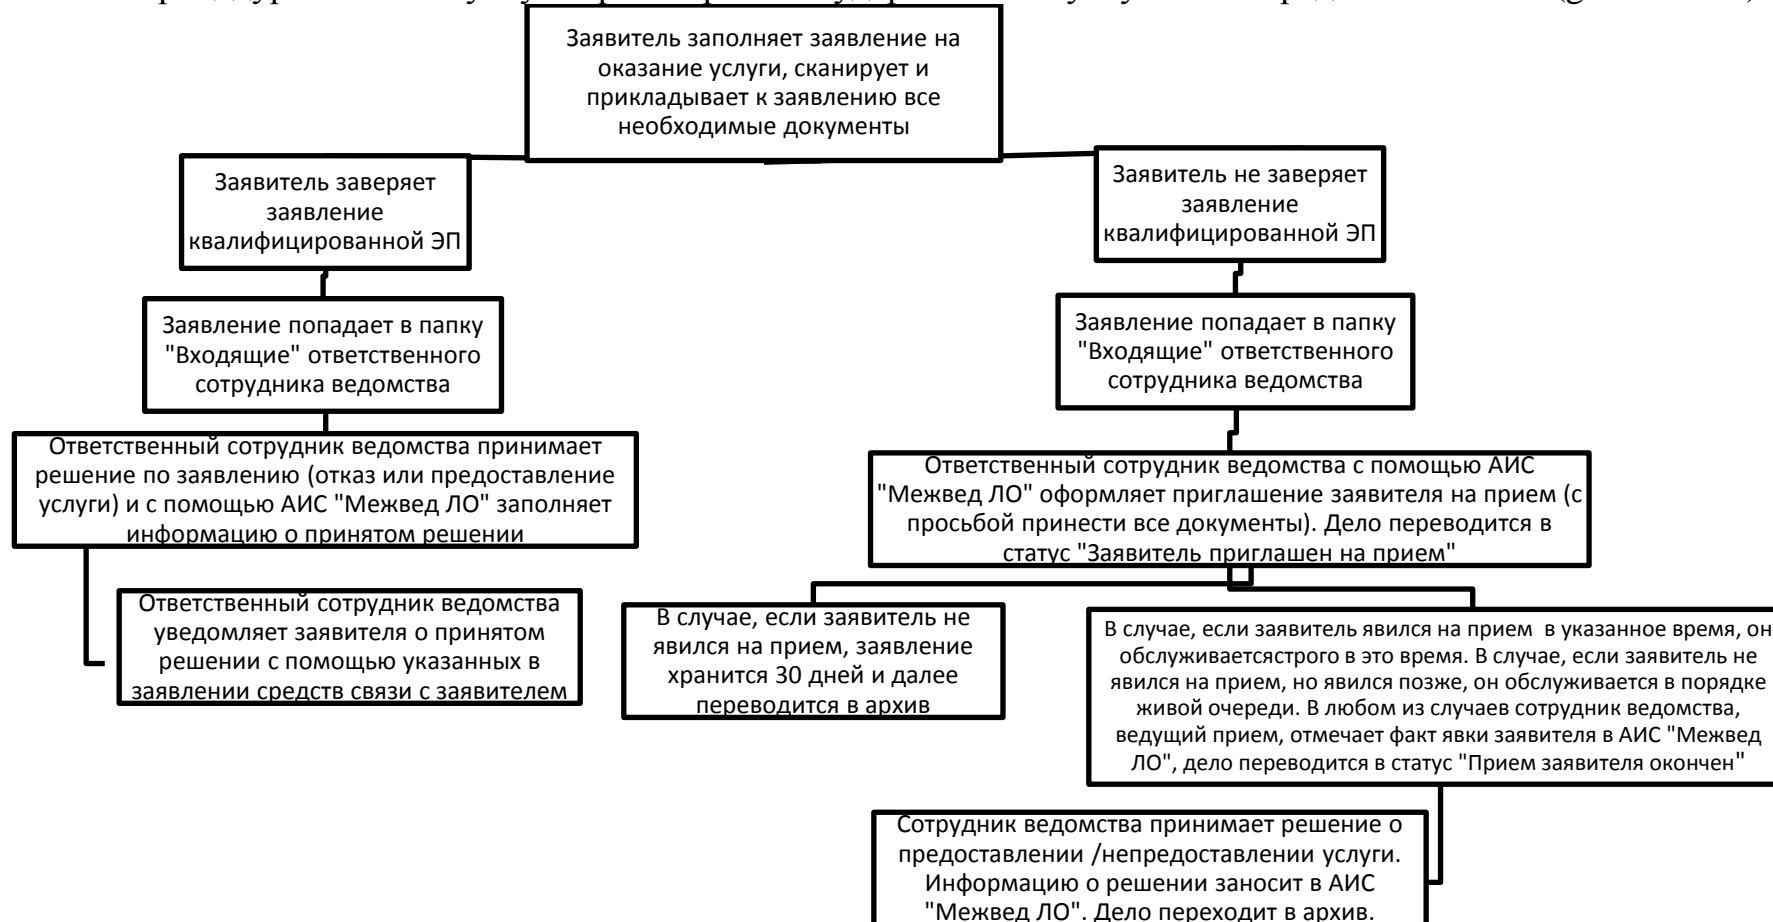 Заявитель заполняет заявление на
оказание услуги, сканирует и
прикладывает к заявлению все
необходимые документы
Заявитель заверяет
заявление
квалифицированной ЭП
Заявитель не заверяет
заявление
квалифицированной ЭП
Заявление попадает в папку
"Входящие" ответственного
сотрудника ведомства
Заявление попадает в папку
"Входящие" ответственного
сотрудника ведомства
Ответственный сотрудник ведомства принимает
решение по заявлению (отказ или предоставление
услуги) и с помощью АИС "Межвед ЛО" заполняет
информацию о принятом решении
Ответственный сотрудник ведомства с помощью АИС
"Межвед ЛО" оформляет приглашение заявителя на прием (с
просьбой принести все документы). Дело переводится в
статус "Заявитель приглашен на прием"
Ответственный сотрудник ведомства
уведомляет заявителя о принятом
решении с помощью указанных в
заявлении средств связи с заявителем
В случае, если заявитель не
явился на прием, заявление
хранится 30 дней и далее
переводится в архив
В случае, если заявитель явился на прием  в указанное время, он
обслуживаетсястрого в это время. В случае, если заявитель не
явился на прием, но явился позже, он обслуживается в порядке
живой очереди. В любом из случаев сотрудник ведомства,
ведущий прием, отмечает факт явки заявителя в АИС "Межвед
ЛО", дело переводится в статус "Прием заявителя окончен"
Сотрудник ведомства принимает решение о
предоставлении /непредоставлении услуги.
Информацию о решении заносит в АИС
"Межвед ЛО". Дело переходит в архив.